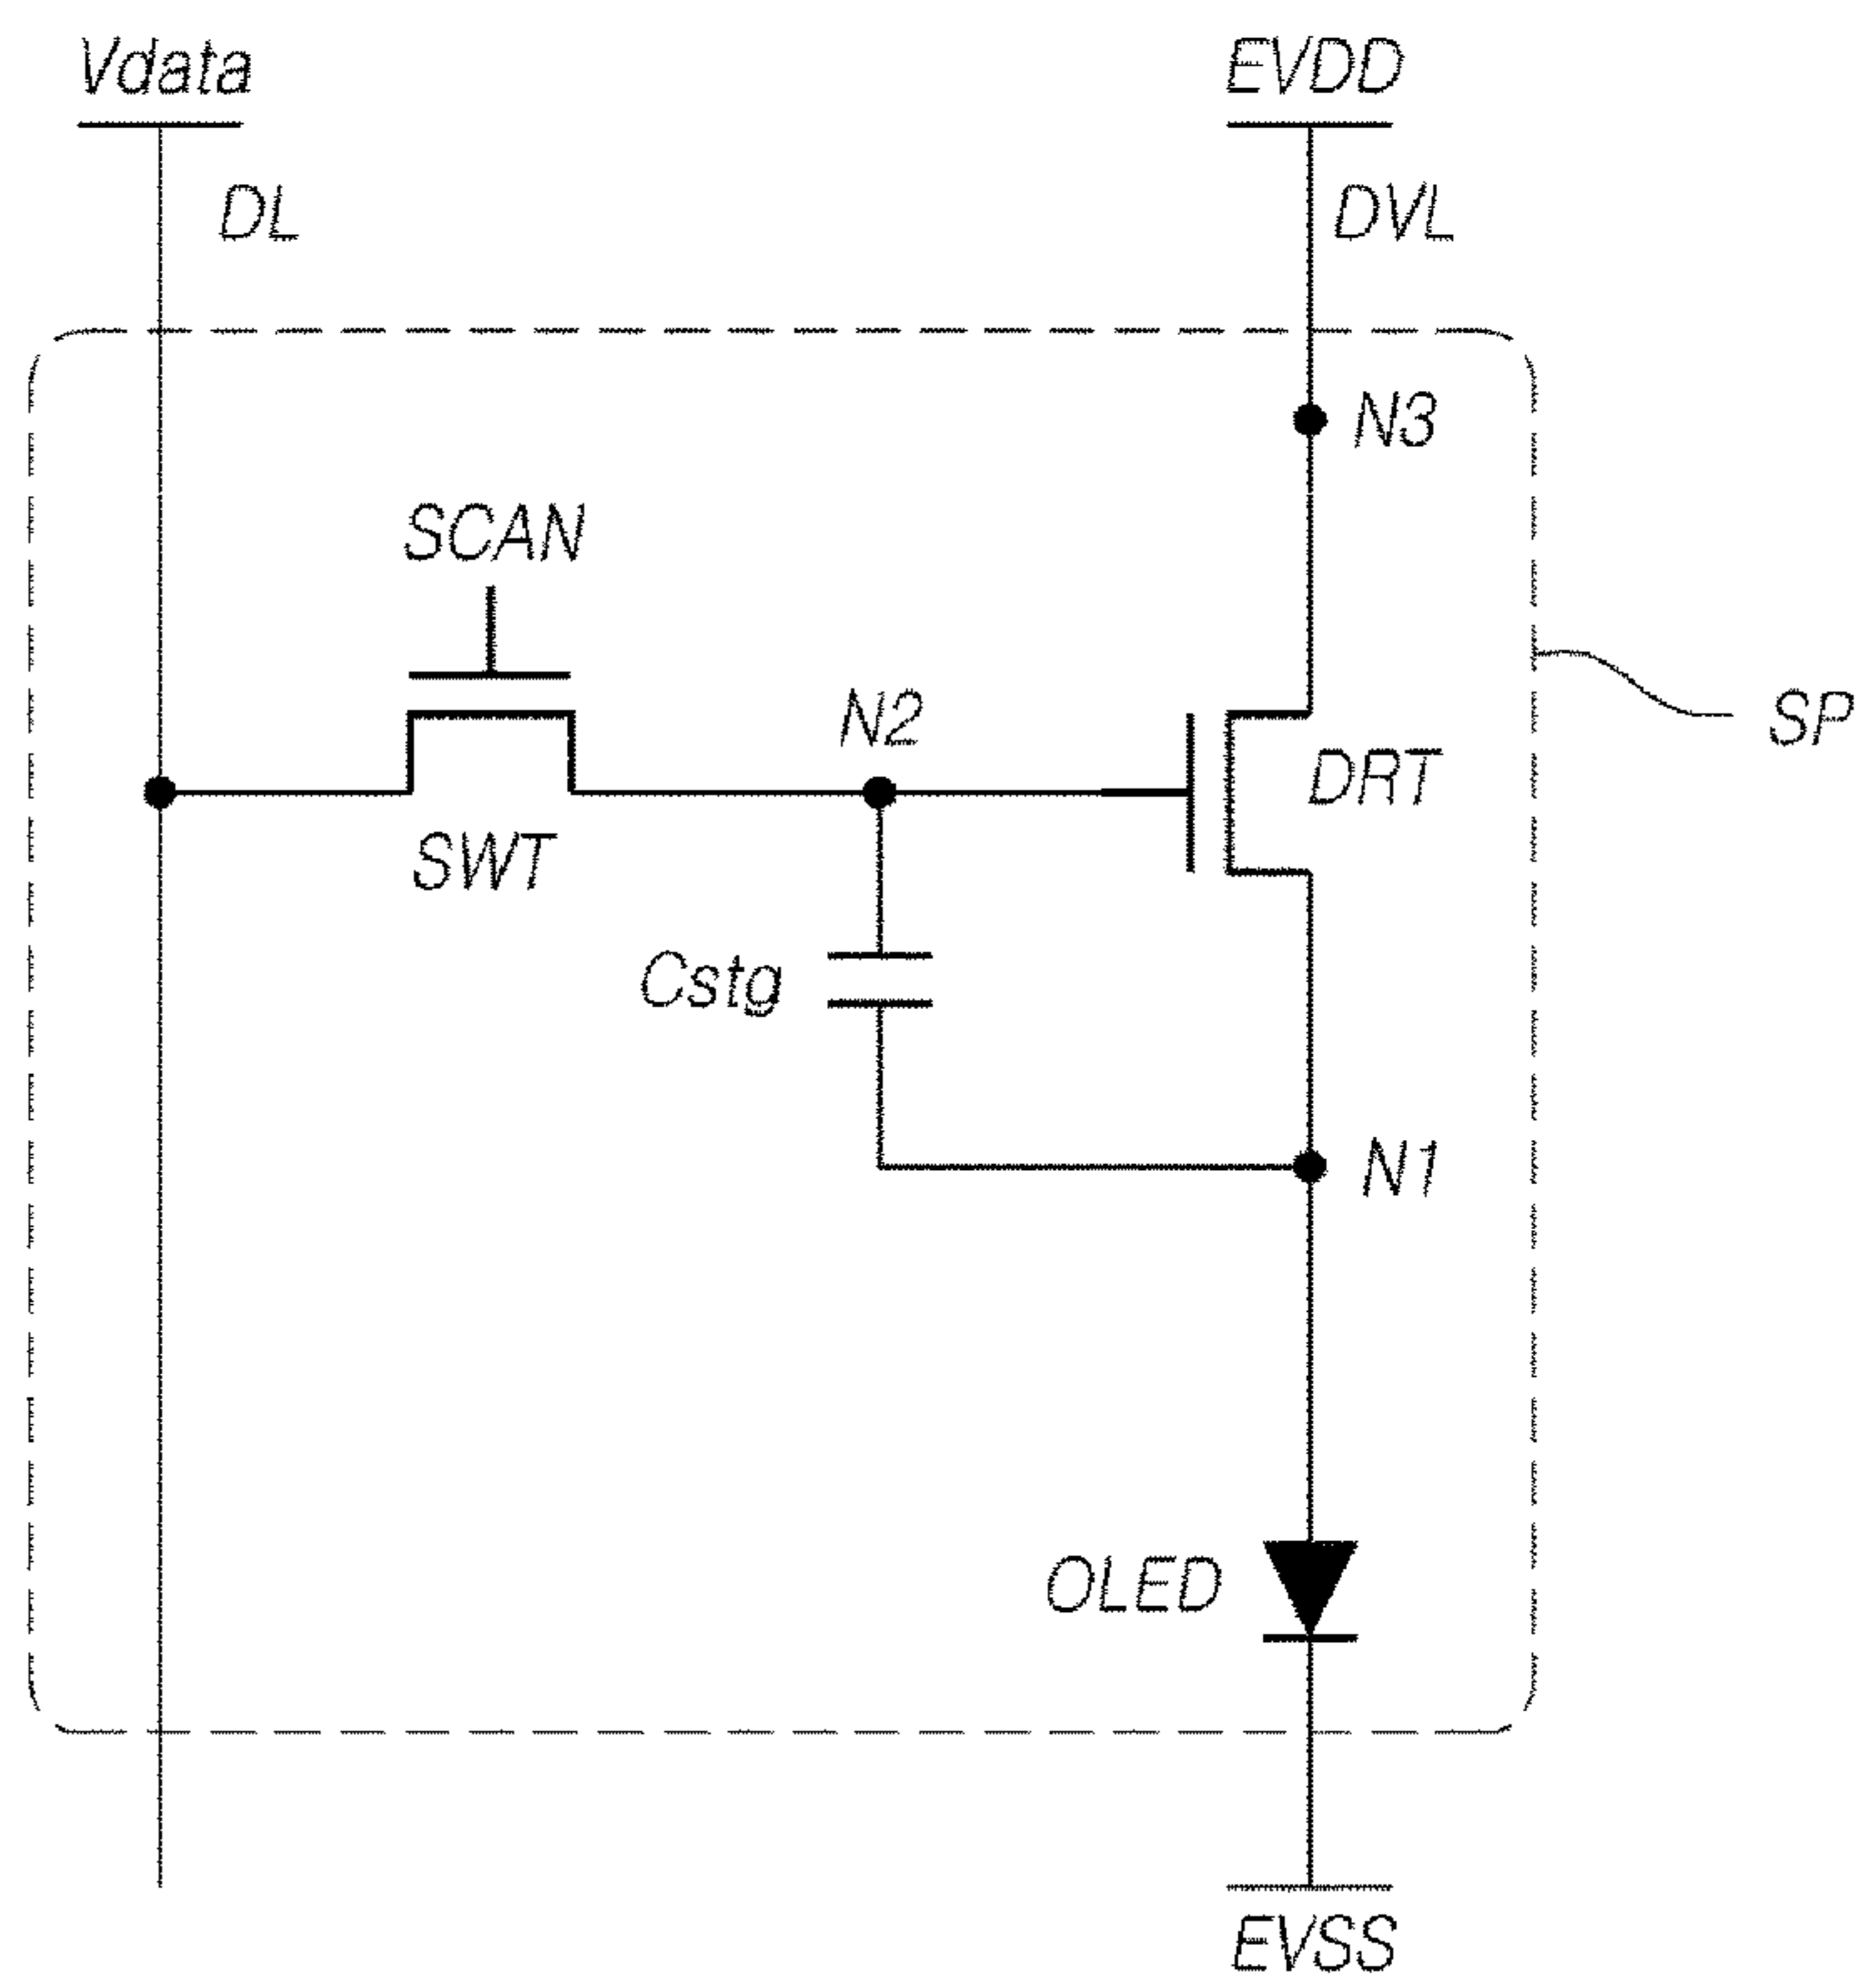 Vdata
EVDD
DL
DVL
N3
SCAN
N2
SP
DRT
SWT
Cstg
N1
OLED
EVSS